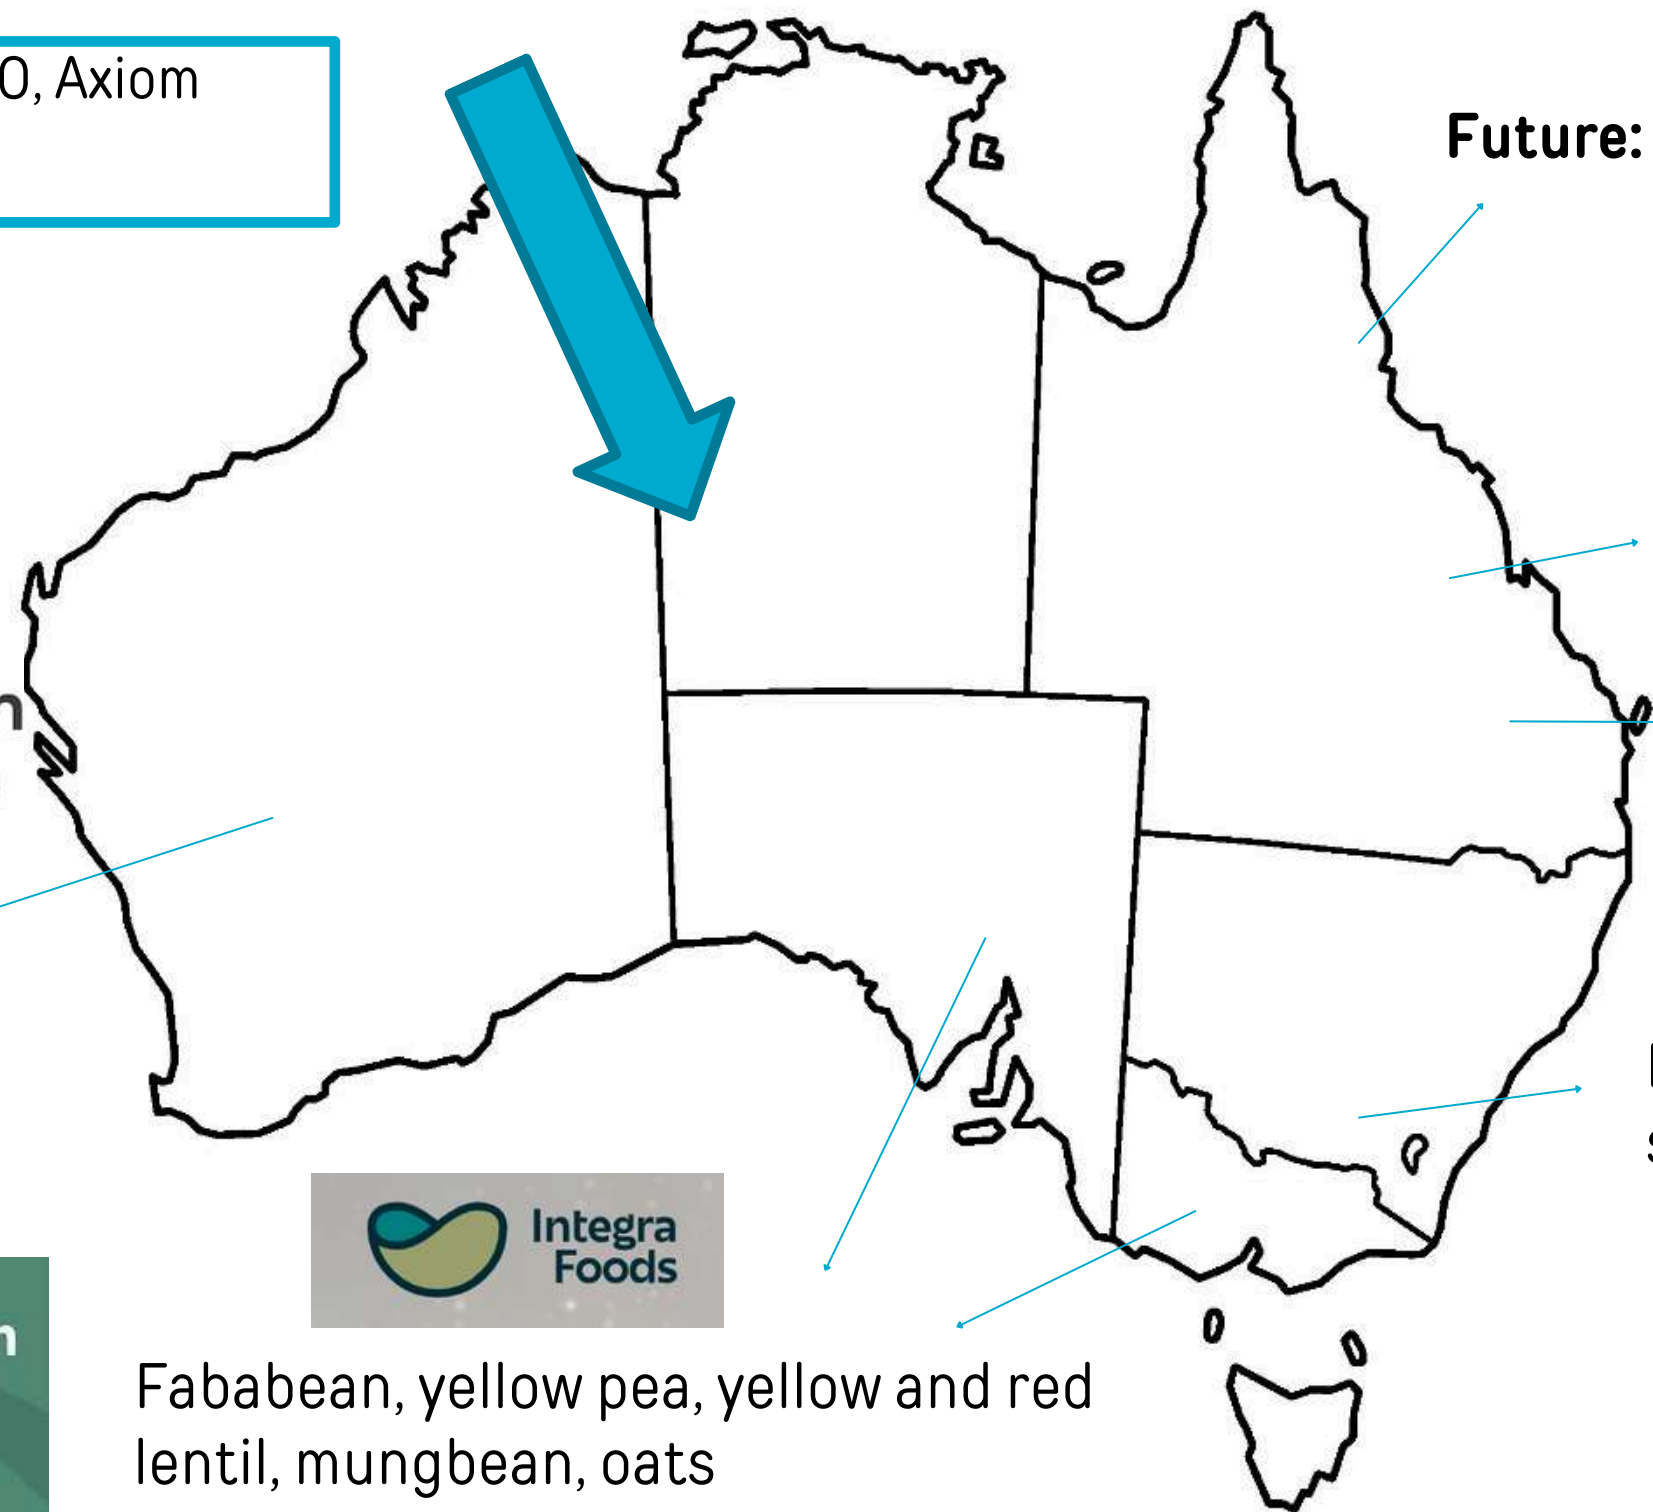 O, Axiom
Future:
n
Integra
Foods
n
Fababean, yellow pea, yellow and red
lentil, mungbean, oats